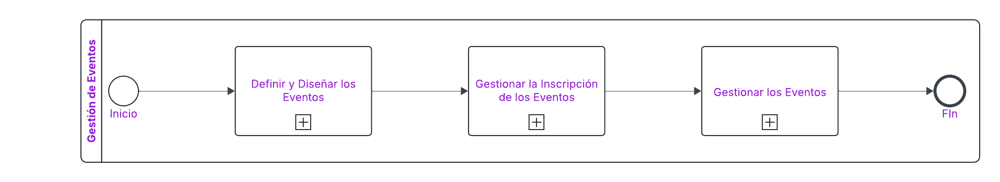 Gestión de Eventos
Inicio
Definir y Diseñar los
Eventos
Gestionar la Inscripción
de los Eventos
Gestionar los Eventos
FIn